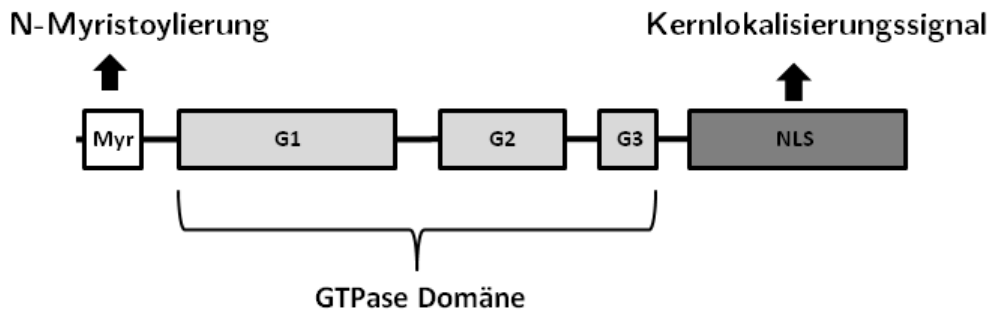 N-Myristoylierung
Kernlokalisierungssignal
Myr
G1
G2
G3
NLS
GTPase Domäne